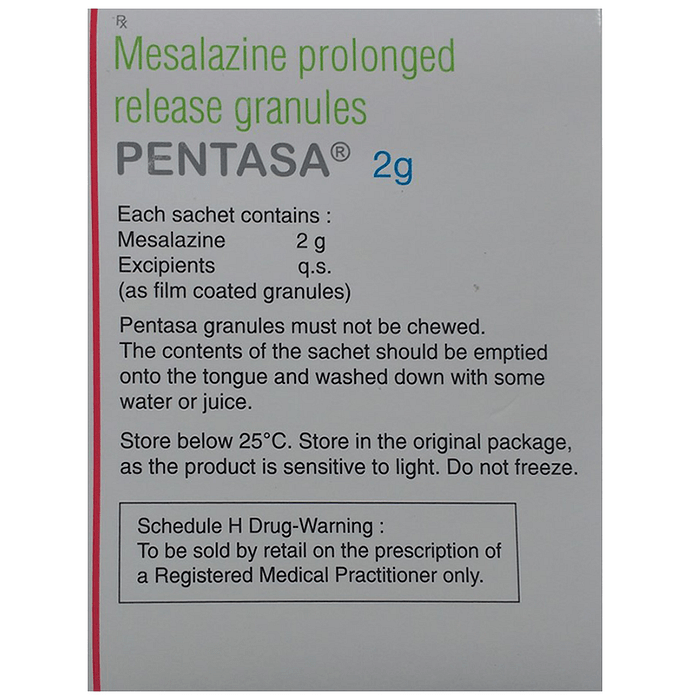 Rx
Mesalazine prolonged
release granules
PENTASA® 2g
Each sachet contains :
Mesalazine 2 g
Excipients q.s.
(as film coated granules)
Pentasa granules must not be chewed.
The contents of the sachet should be emptied
onto the tongue and washed down with some
water or juice.
Store below 25°C. Store in the original package,
as the product is sensitive to light. Do not freeze.
Schedule H Drug-Warning :
To be sold by retail on the prescription of
a Registered Medical Practitioner only.